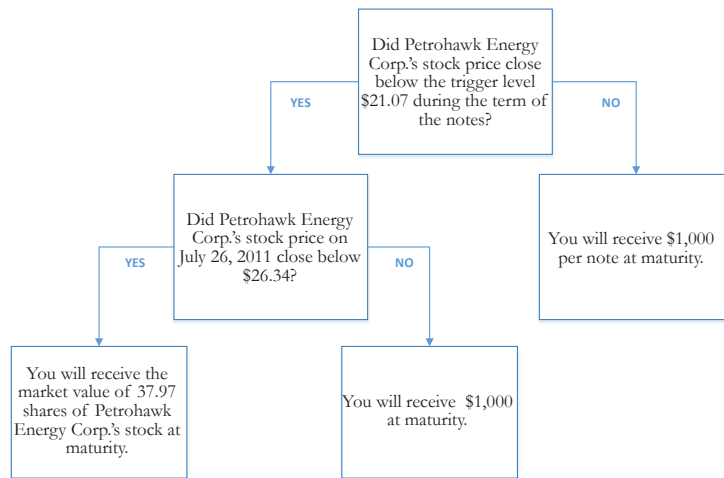 Did Petrohawk Energy
Corp.'s stock price close
below the trigger level
$21.07 during the term of
the notes?
YES
NO
Did Petrohawk Energy
Corp.'s stock price on
July 26, 2011 close below
$26.34?
You will receive $1,000
per note at maturity.
YES
NO
You will receive the
market value of 37.97
shares of Petrohawk
Energy Corp.'s stock at
maturity.
You will receive $1,000
at maturity.